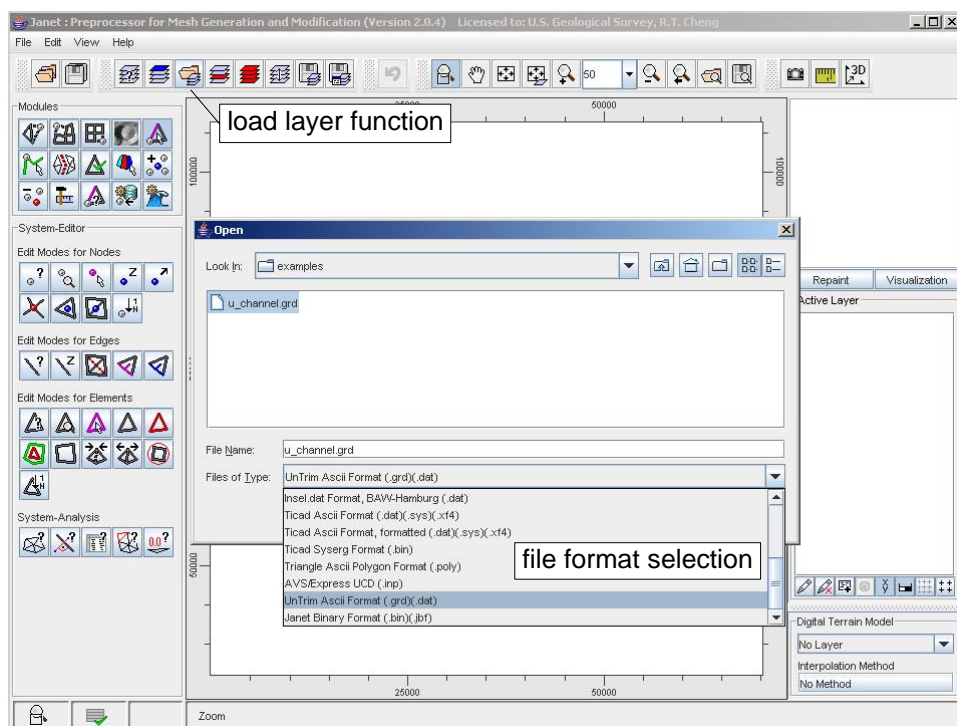 Janet : Preprocessor for Mesh Generation and Modification (Version 2.0.4) Licensed to: U.S. Geological Survey, R.T. Cheng
File Edit View Help
50
load layer function
Modules
25000
50000
100000
100000
System-Editor
Edit Modes for Nodes
Edit Modes for Edges
Edit Modes for Elements
System-Analysis
Open
Look In:
examples
u_channel.grd
File Name:
u_channel.grd
Files of Type:
UnTrim Ascii Format (.grd)(.dat)
Insel.dat Format, BAW-Hamburg (.dat)
Ticad Ascii Format (.dat)(.sys)(.xf4)
Ticad Ascii Format, formatted (.dat)(.sys)(.xf4)
Ticad Syserg Format (.bin)
Triangle Ascii Polygon Format (.poly)
AVS/Express UCD (.inp)
UnTrim Ascii Format (.grd)(.dat)
Janet Binary Format (.bin)(.jbf)
file format selection
50000
25000
50000
Repaint
Visualization
Active Layer
Digital Terrain Model
No Layer
Interpolation Method
No Method
Zoom